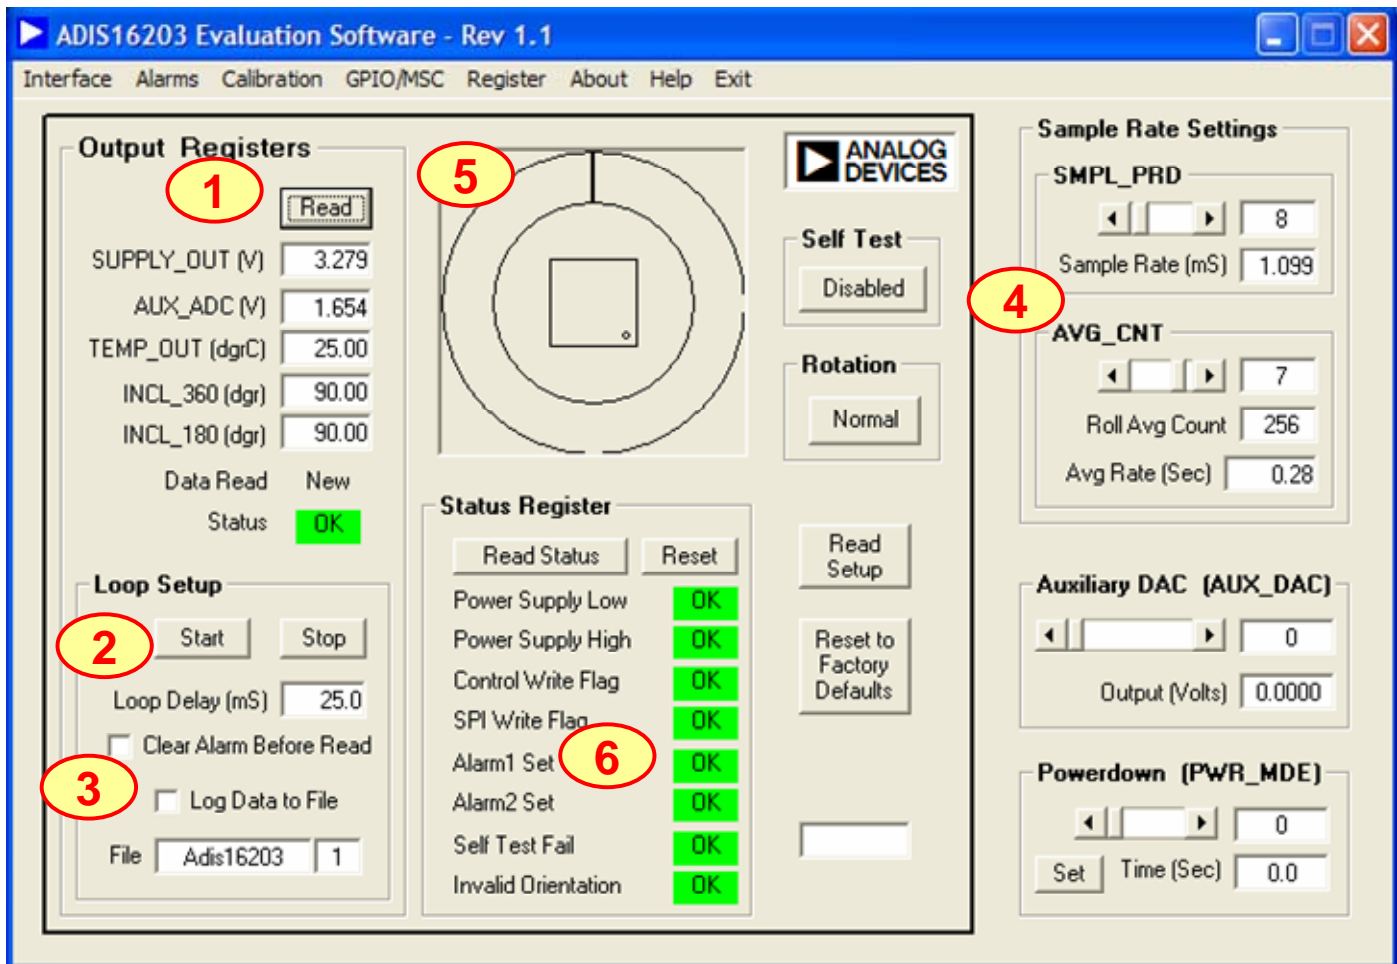 ADIS16203 Evaluation Software - Rev 1.1
Interface Alarms Calibration GPIO/MSC Register About Help Exit
Output Registers
1
Read
SUPPLY_OUT (V) 3.279
AUX_ADC (V) 1.654
TEMP_OUT (dgrC) 25.00
INCL_360 (dgr) 90.00
INCL_180 (dgr) 90.00
Data Read New
Status OK
Loop Setup
2
Start Stop
Loop Delay (mS) 25.0
Clear Alarm Before Read
3
Log Data to File
File Adis16203 1
5
Status Register
Read Status Reset
Power Supply Low OK
Power Supply High OK
Control Write Flag OK
SPI Write Flag OK
6
Alarm1 Set OK
Alarm2 Set OK
Self Test Fail OK
Invalid Orientation OK
ANALOG
DEVICES
Self Test
Disabled
Rotation
Normal
Read
Setup
Reset to
Factory
Defaults
Sample Rate Settings
SMPL_PRD
8
Sample Rate (mS) 1.099
4
AVG_CNT
7
Roll Avg Count 256
Avg Rate (Sec) 0.28
Auxiliary DAC (AUX_DAC)
0
Output (Volts) 0.0000
Powerdown (PWR_MDE)
0
Set Time (Sec) 0.0